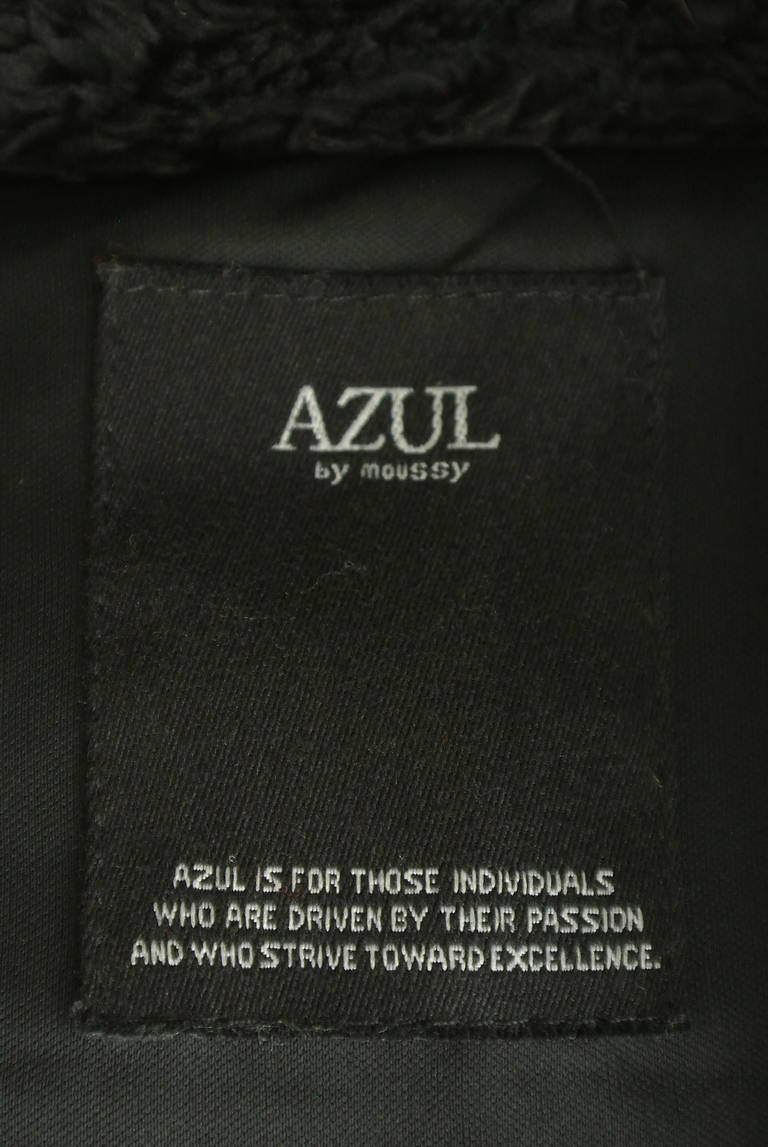 AZUL
by moussy
AZUL IS FOR THOSE INDIVIDUALS
WHO ARE DRIVEN BY THEIR PASSION
AND WHO STRIVE TOWARD EXCELLENCE.